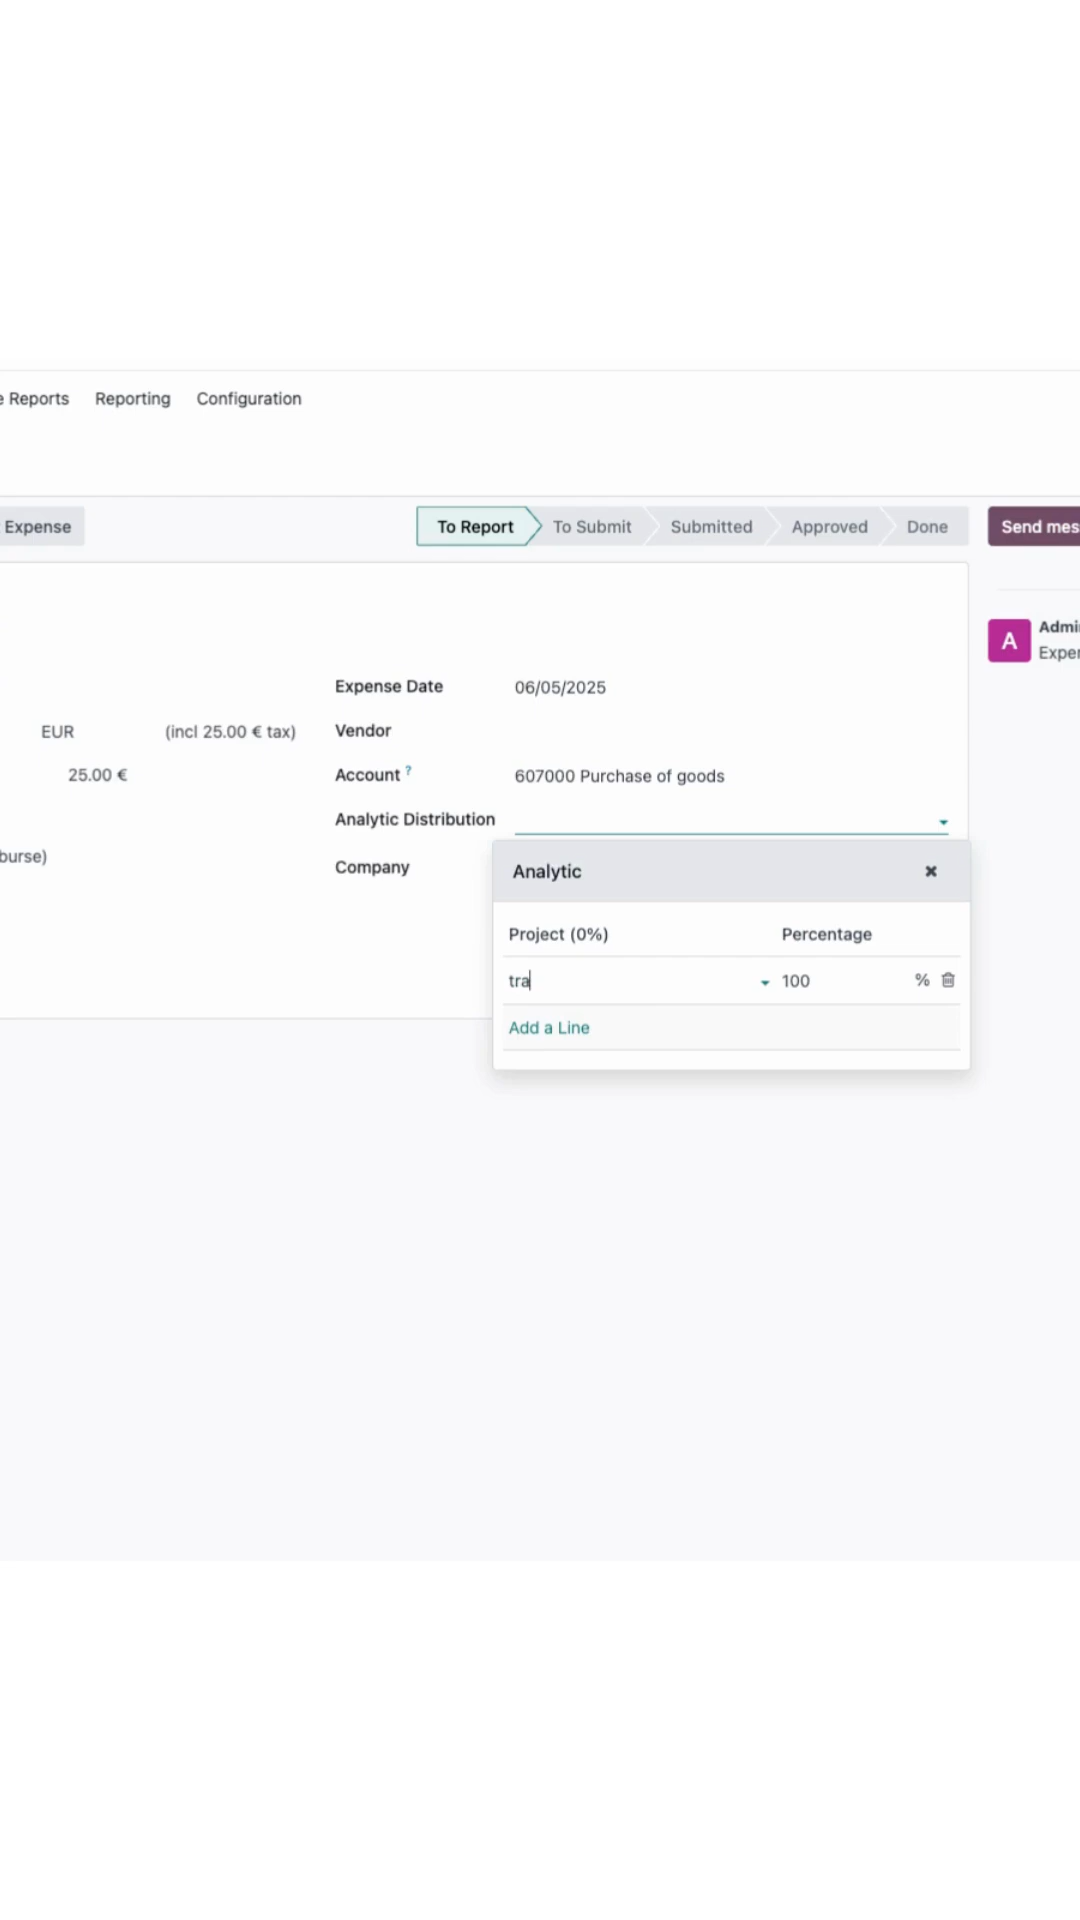 e Reports Reporting Configuration
Expense To Report To Submit Submitted Approved Done Send mes
A Admi
Exper
Expense Date 06/05/2025
EUR (incl 25.00 € tax) Vendor
25.00 € Account ? 607000 Purchase of goods
Analytic Distribution
burse) Company
Analytic
Project (0%) Percentage
tra 100 %
Add a Line